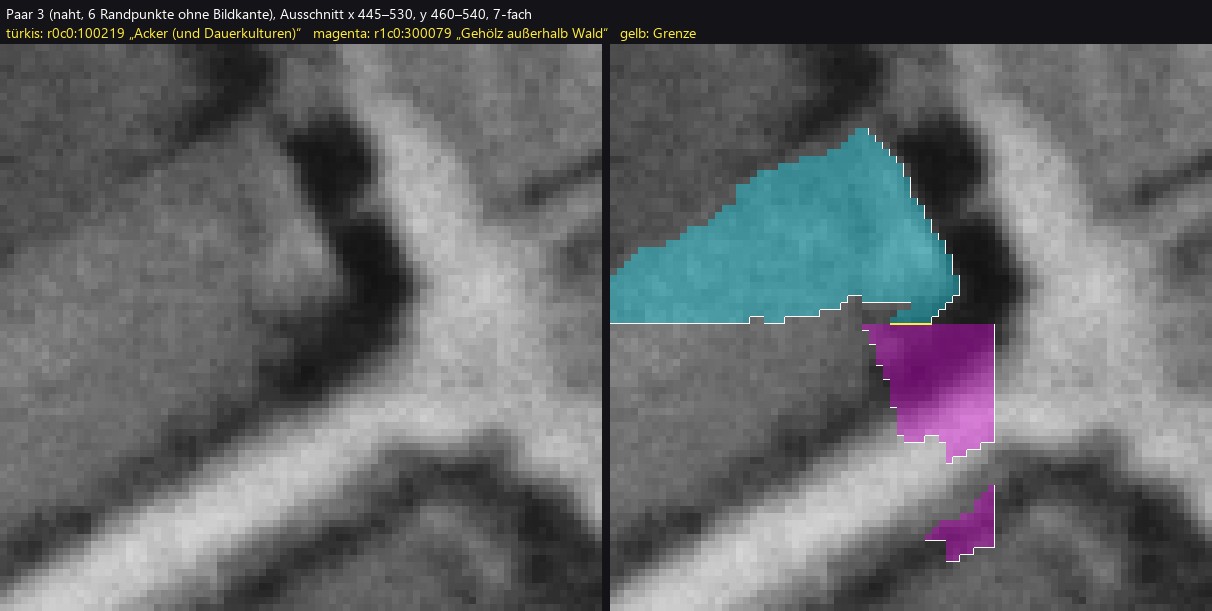 Paar 3 (naht, 6 Randpunkte ohne Bildkante), Ausschnitt x 445–530, y 460–540, 7-fach
türkis: r0c0:100219 „Acker (und Dauerkulturen)“ magenta: r1c0:300079 „Gehölz außerhalb Wald“ gelb: Grenze